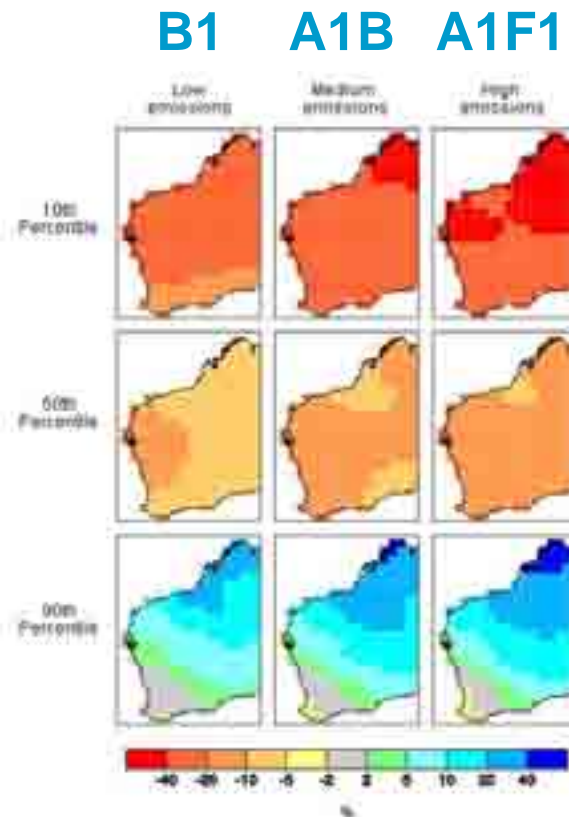 B1 A1B A1F1
Low emissions
Medium emissions
High emissions
10th Percentile
50th Percentile
90th Percentile
-40 -20 -10 -5 -2 2 5 10 20 40
%